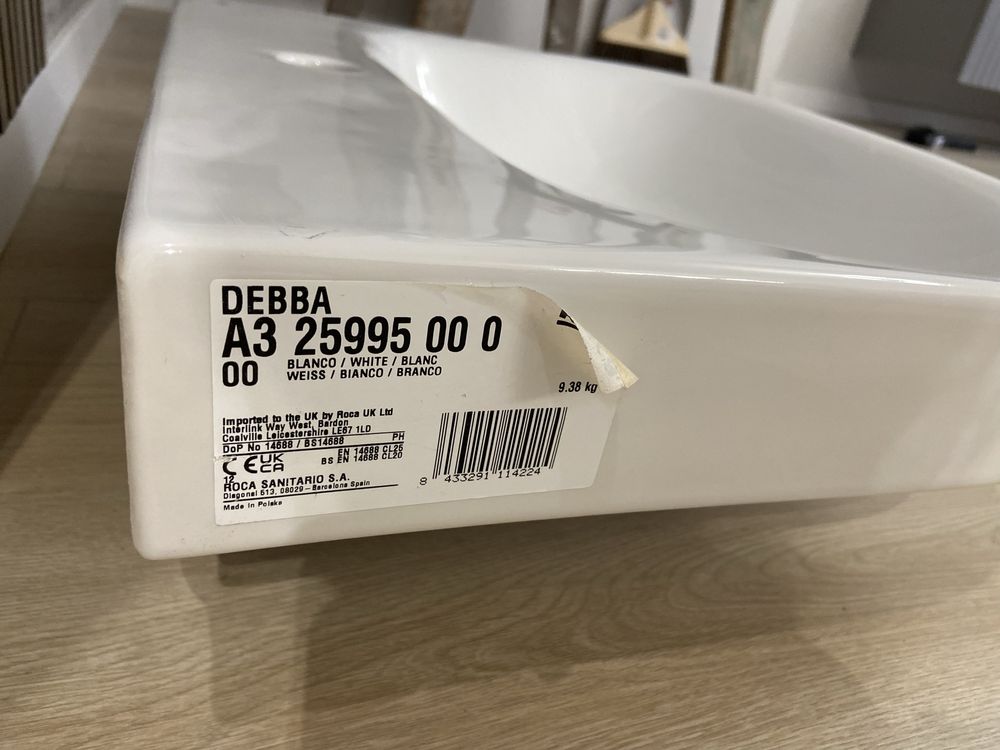 DEBBA
A3 25995 00 0
00 BLANCO / WHITE / BLANC
WEISS / BIANCO / BRANCO
9.38 kg
Imported to the UK by Roca UK Ltd
Interlink Way West, Bardon
Coalville Leicestershire LE67 1LD
DoP No 14688 / BS14688 PH
EN 14688 CL25
BS EN 14688 CL20
CE UK CA
12
ROCA SANITARIO S.A.
Diagonal 513, 08029 - Barcelona Spain
Made in Polska
8 433291 114224